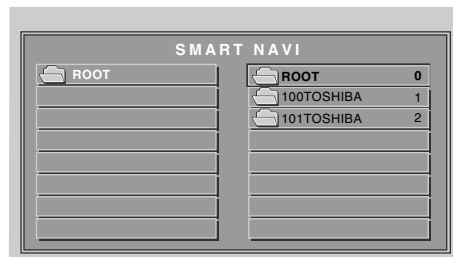 SMART NAVI
ROOT
ROOT 0
100TOSHIBA 1
101TOSHIBA 2